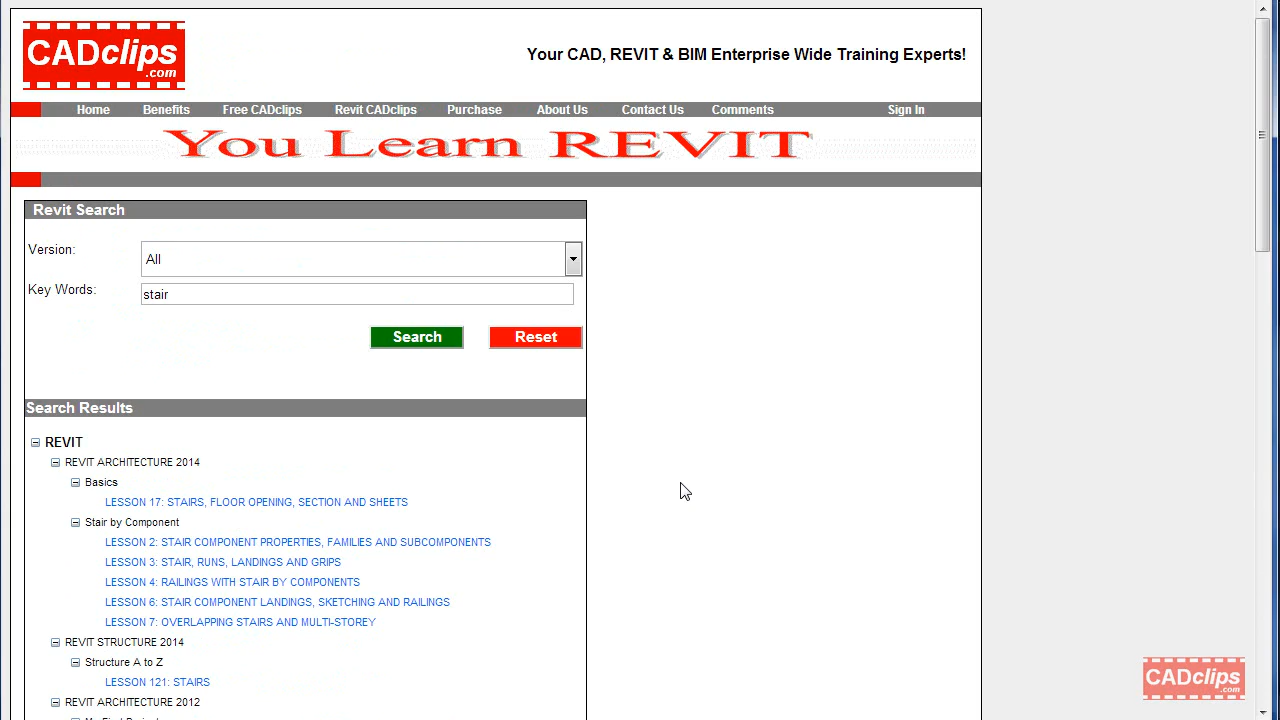 CADclips
.com
Your CAD, REVIT & BIM Enterprise Wide Training Experts!
Home Benefits Free CADclips Revit CADclips Purchase About Us Contact Us Comments Sign In
You Learn REVIT
Revit Search
Version:
All
Key Words:
stair
Search Reset
Search Results
REVIT
REVIT ARCHITECTURE 2014
Basics
LESSON 17: STAIRS, FLOOR OPENING, SECTION AND SHEETS
Stair by Component
LESSON 2: STAIR COMPONENT PROPERTIES, FAMILIES AND SUBCOMPONENTS
LESSON 3: STAIR, RUNS, LANDINGS AND GRIPS
LESSON 4: RAILINGS WITH STAIR BY COMPONENTS
LESSON 6: STAIR COMPONENT LANDINGS, SKETCHING AND RAILINGS
LESSON 7: OVERLAPPING STAIRS AND MULTI-STOREY
REVIT STRUCTURE 2014
Structure A to Z
LESSON 121: STAIRS
REVIT ARCHITECTURE 2012
CADclips
.com